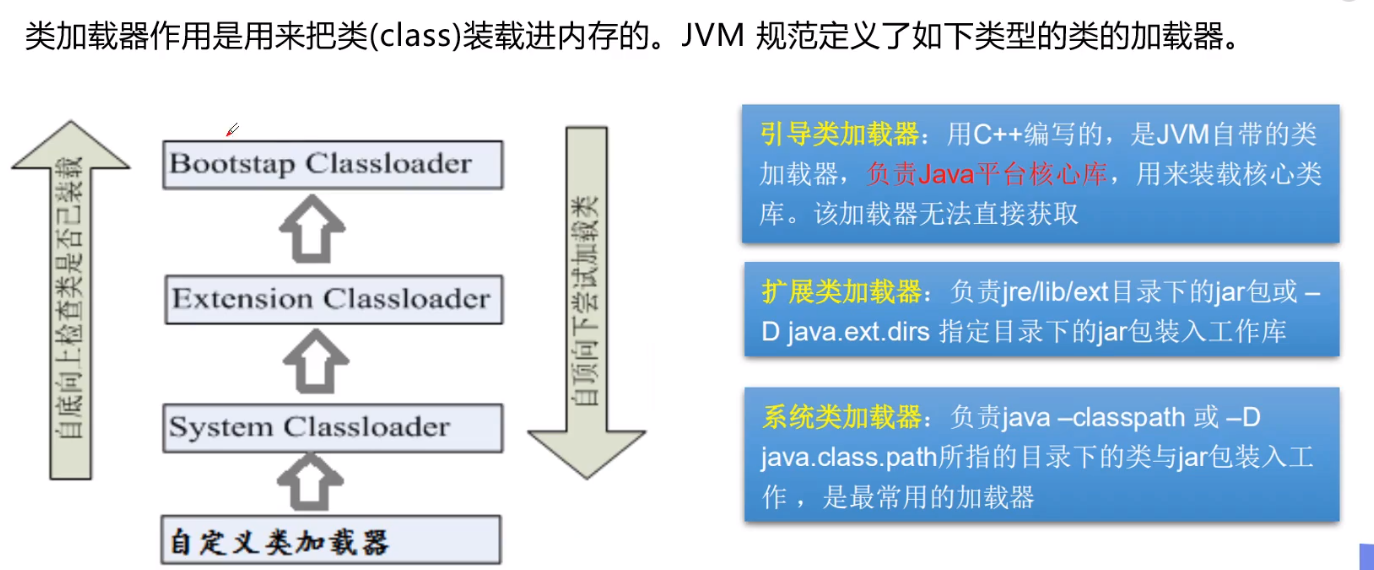 类加载器作用是用来把类(class)装载进内存的。JVM 规范定义了如下类型的类的加载器。
自底向上检查类是否已装载
Bootstap Classloader
Extension Classloader
System Classloader
自定义类加载器
自顶向下尝试加载类
引导类加载器：用C++编写的，是JVM自带的类
加载器，负责Java平台核心库，用来装载核心类
库。该加载器无法直接获取
扩展类加载器：负责jre/lib/ext目录下的jar包或 –
D java.ext.dirs 指定目录下的jar包装入工作库
系统类加载器：负责java –classpath 或 –D
java.class.path所指的目录下的类与jar包装入工
作 ，是最常用的加载器